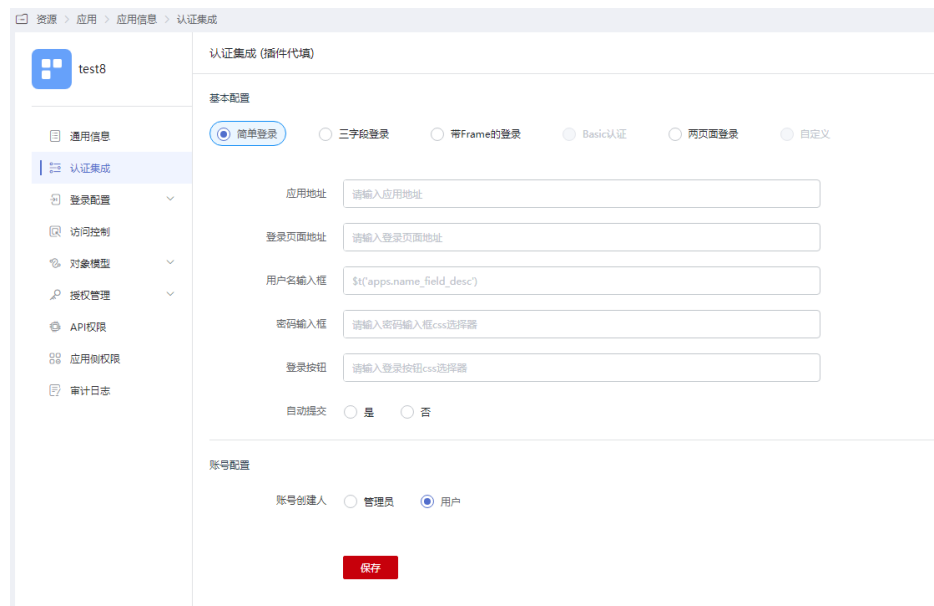 资源 > 应用 > 应用信息 > 认证集成
test8
通用信息
认证集成
登录配置
访问控制
对象模型
授权管理
API权限
应用侧权限
审计日志
认证集成 (插件代填)
基本配置
简单登录 三字段登录 带Frame的登录 Basic认证 两页面登录 自定义
应用地址 请输入应用地址
登录页面地址 请输入登录页面地址
用户名输入框 $t('apps.name_field_desc')
密码输入框 请输入密码输入框css选择器
登录按钮 请输入登录按钮css选择器
自动提交 是 否
账号配置
账号创建人 管理员 用户
保存